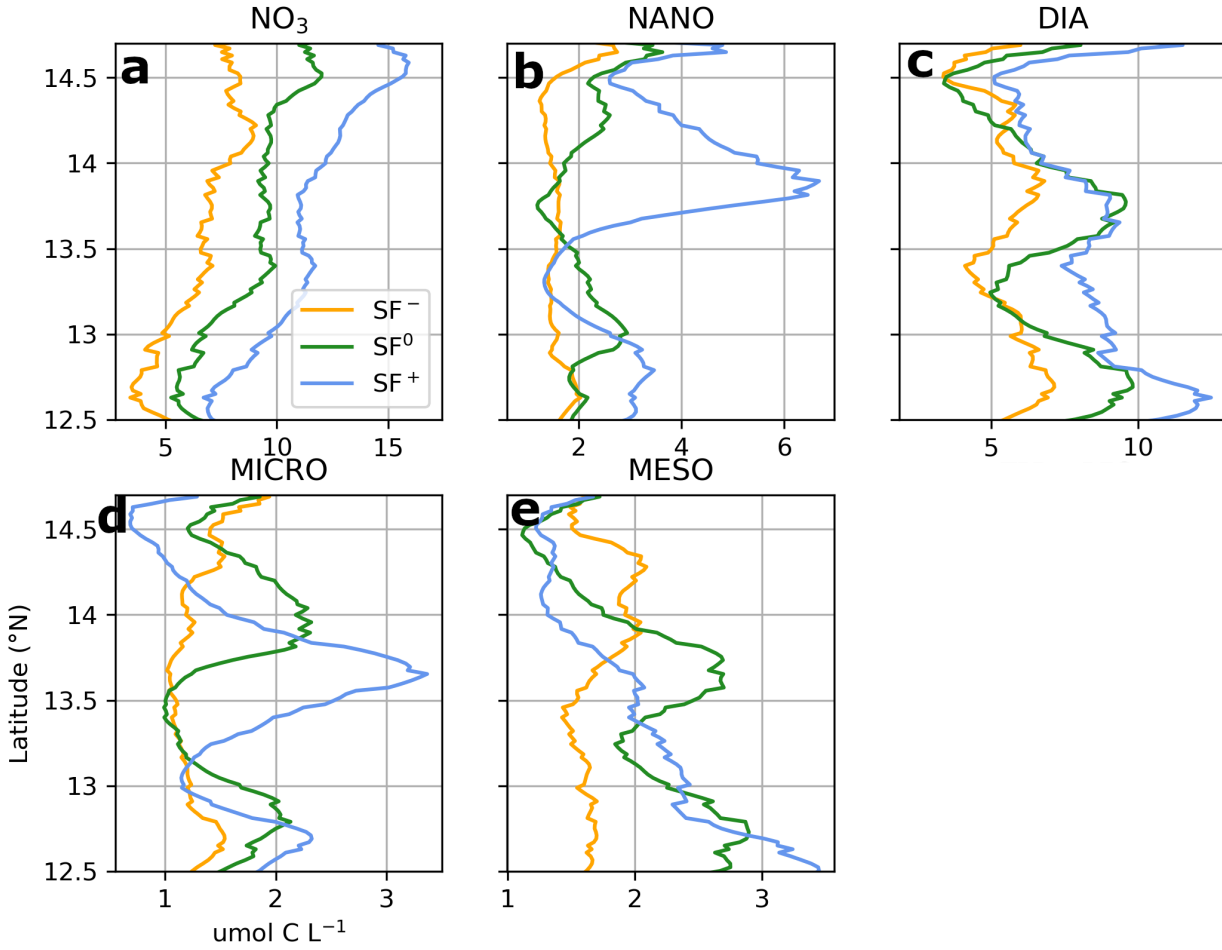 NO₃ NANO DIA
a b c
14.5
14
13.5
13
12.5
SF⁻
SF⁰
SF⁺
5 10 15 2 4 6 5 10
MICRO MESO
d e
14.5
14
13.5
13
12.5
Latitude (°N)
1 2 3 1 2 3
umol C L⁻¹